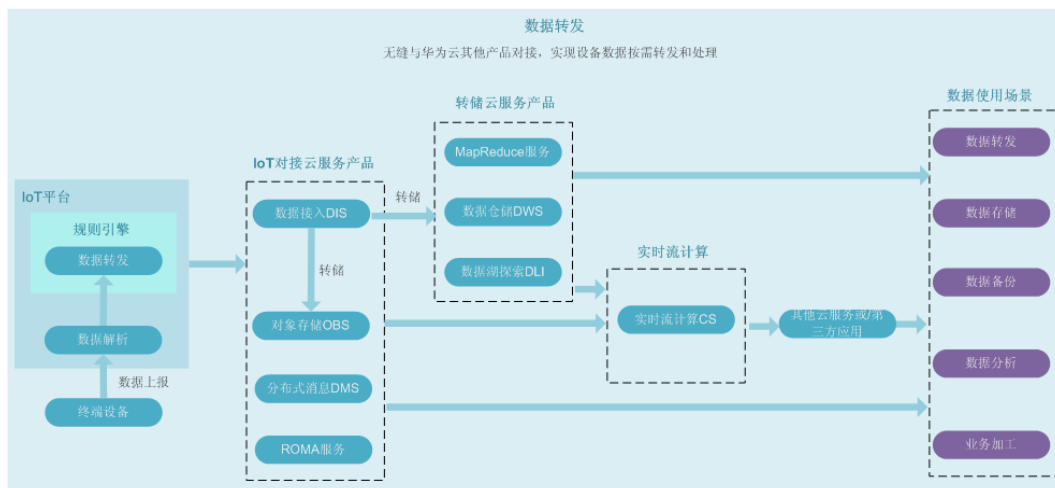 数据转发
无缝与华为云其他产品对接，实现设备数据按需转发和处理
IoT平台
规则引擎
数据转发
数据解析
数据上报
终端设备
IoT对接云服务产品
数据接入DIS
转储
对象存储OBS
分布式消息DMS
ROMA服务
转储
转储云服务产品
MapReduce服务
数据仓储DWS
数据湖探索DLI
实时流计算
实时流计算CS
其他云服务或/第
三方应用
数据使用场景
数据转发
数据存储
数据备份
数据分析
业务加工